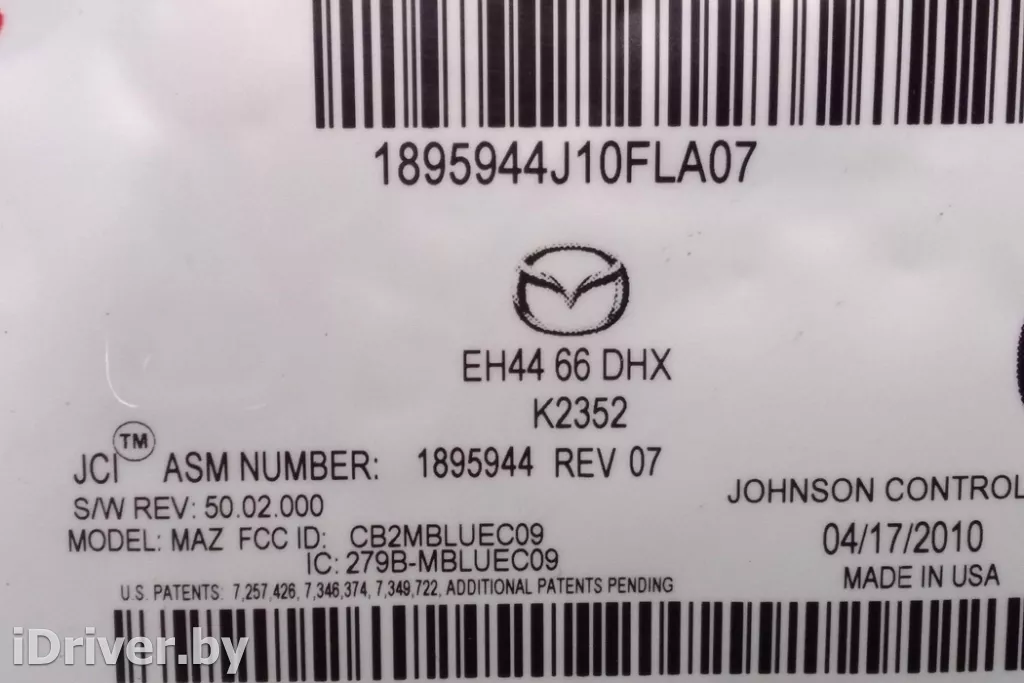 1895944J10FLA07
EH44 66 DHX
K2352
JCI™ ASM NUMBER: 1895944 REV 07
S/W REV: 50.02.000
JOHNSON CONTROL
MODEL: MAZ FCC ID: CB2MBLUEC09
04/17/2010
IC: 279B-MBLUEC09
MADE IN USA
U.S. PATENTS: 7,257,426, 7,346,374, 7,349,722, ADDITIONAL PATENTS PENDING
iDriver.by